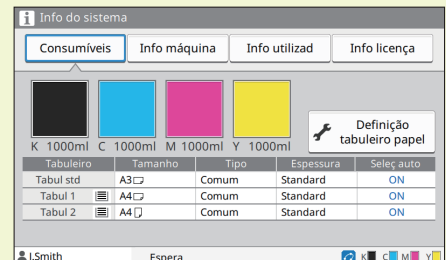 Info do sistema
Consumíveis Info máquina Info utilizad Info licença
K 1000ml C 1000ml M 1000ml Y 1000ml
Definição
tabuleiro papel
Tabuleiro Tamanho Tipo Espessura Seleç auto
Tabul std A3 Comum Standard ON
Tabul 1 A4 Comum Standard ON
Tabul 2 A4 Comum Standard ON
J.Smith Espera K C M Y